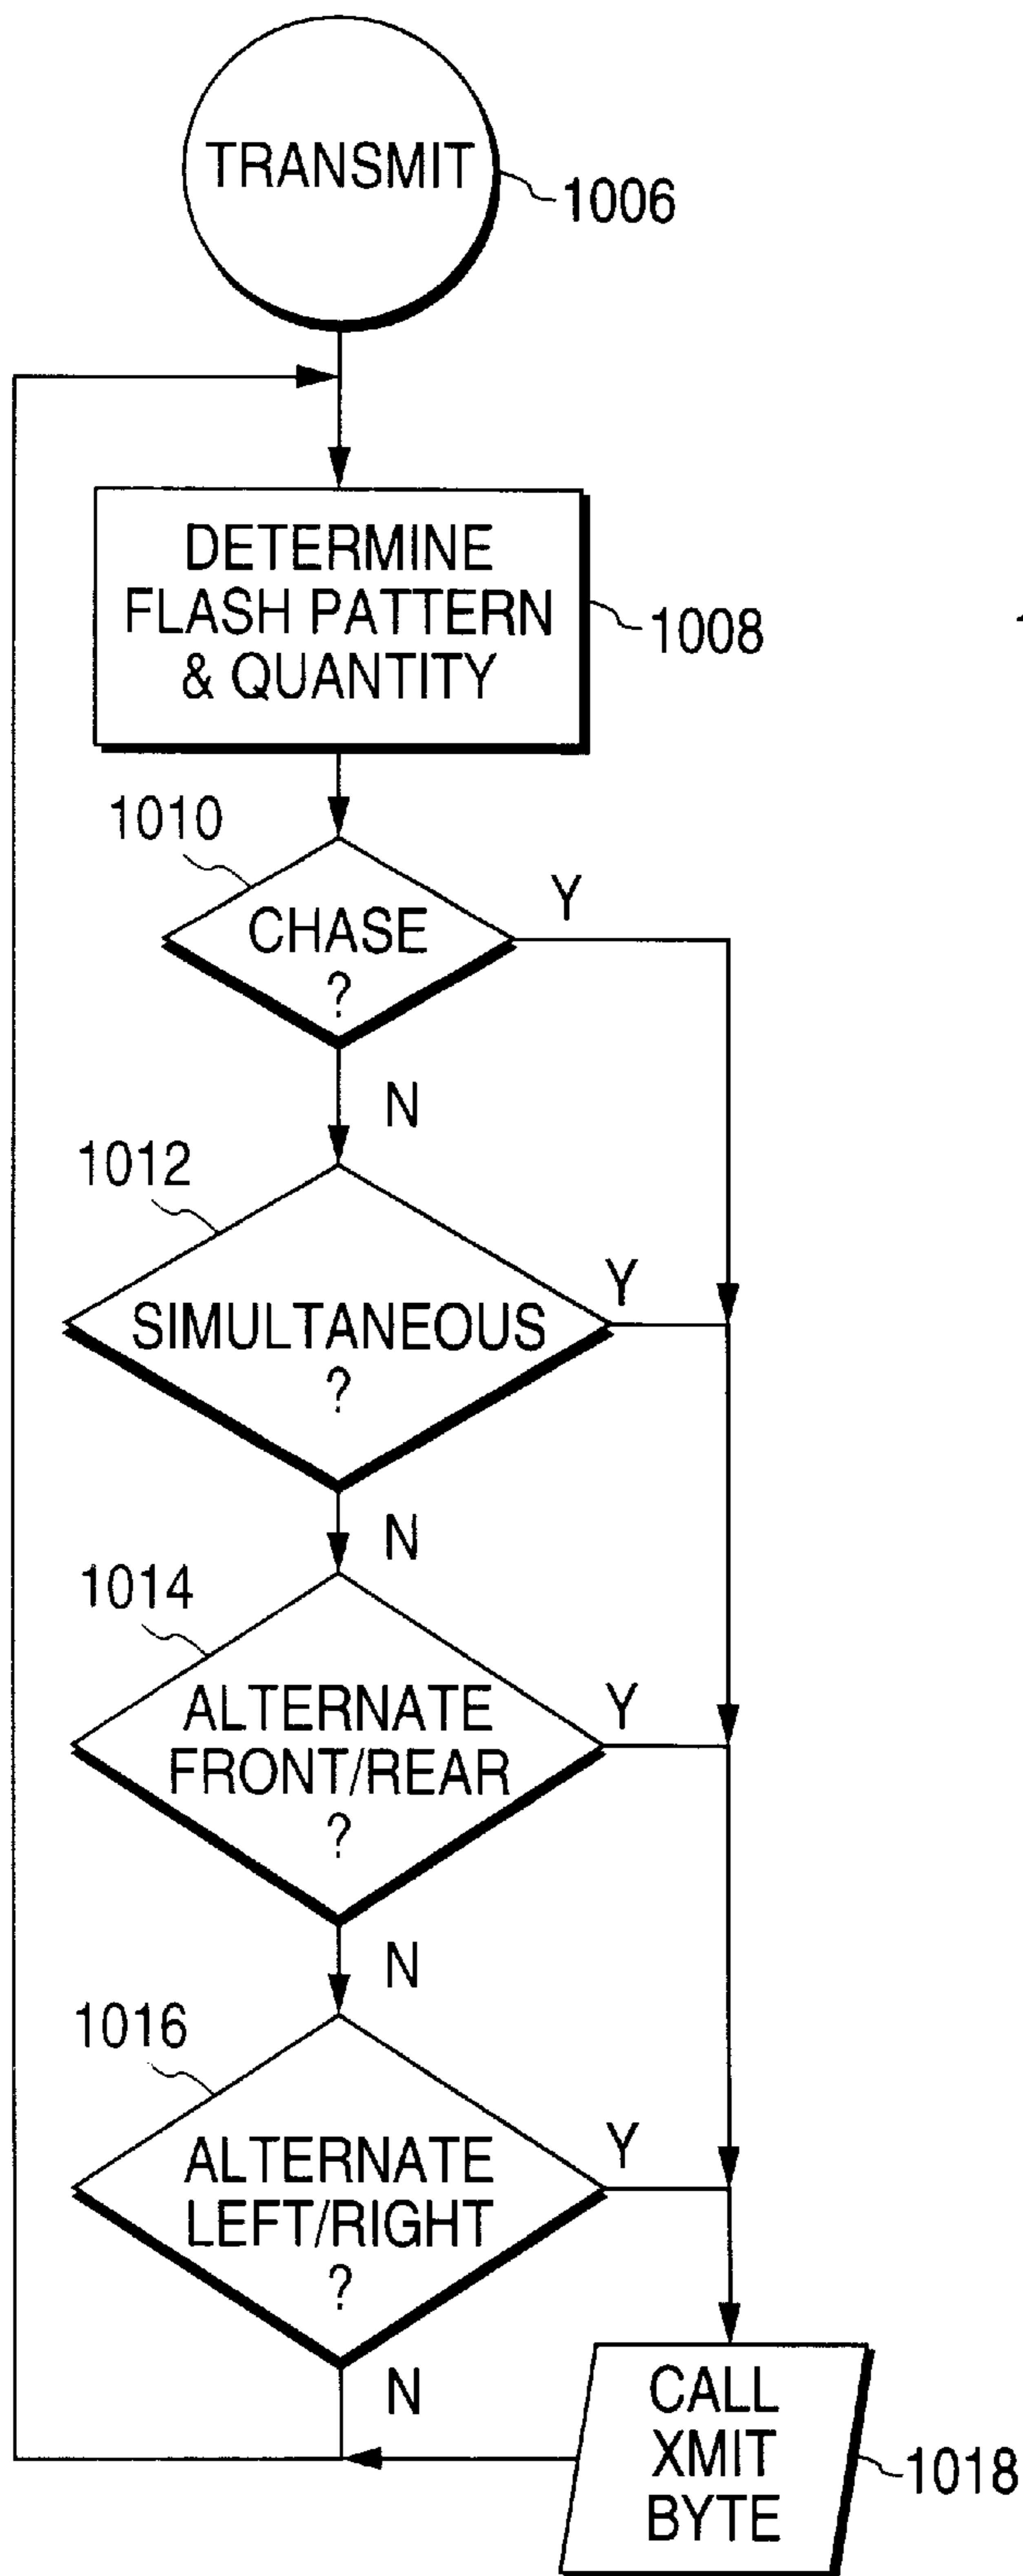 TRANSMIT
1006
DETERMINE
FLASH PATTERN
& QUANTITY
1008
1010
CHASE
?
Y
N
1012
SIMULTANEOUS
?
Y
N
1014
ALTERNATE
FRONT/REAR
?
Y
N
1016
ALTERNATE
LEFT/RIGHT
?
Y
N
CALL
XMIT
BYTE
1018